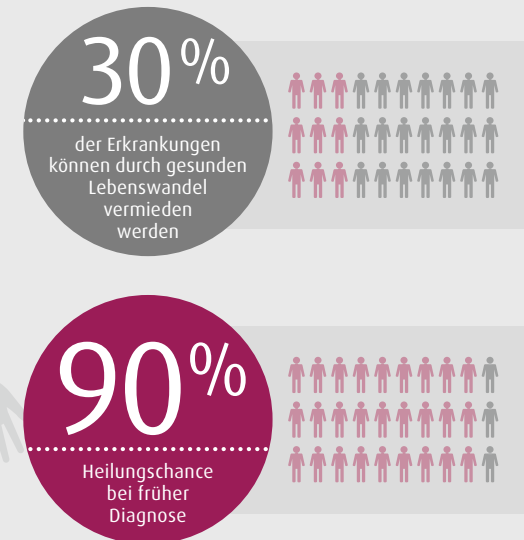 30%
der Erkrankungen
können durch gesunden
Lebenswandel
vermieden
werden
90%
Heilungschance
bei früher
Diagnose